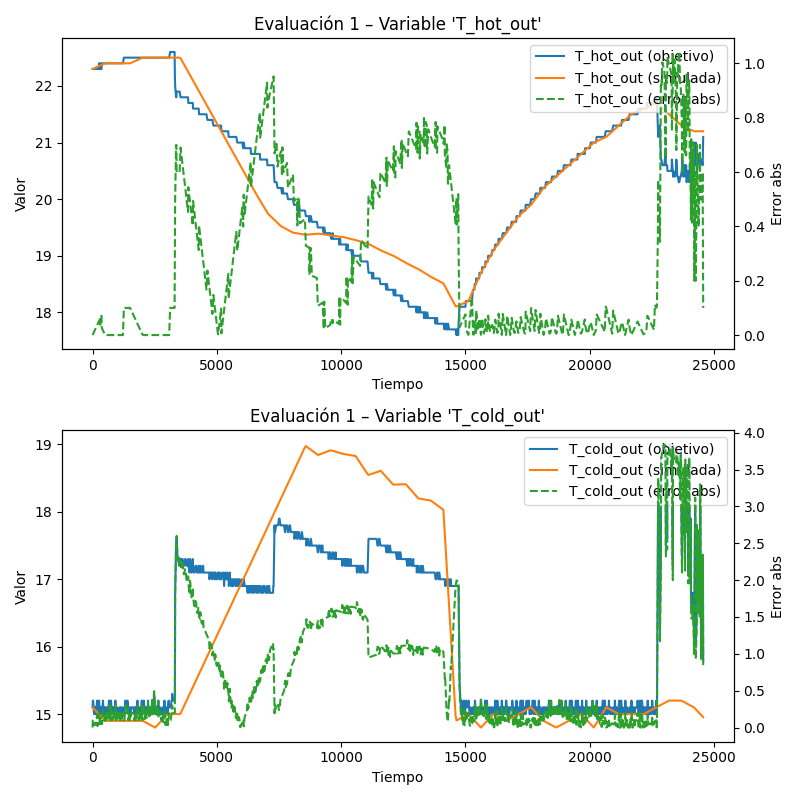 Evaluación 1 – Variable 'T_hot_out'
T_hot_out (objetivo)
T_hot_out (simulada)
T_hot_out (error abs)
Valor
Error abs
22
21
20
19
18
1.0
0.8
0.6
0.4
0.2
0.0
0 5000 10000 15000 20000 25000
Tiempo
Evaluación 1 – Variable 'T_cold_out'
T_cold_out (objetivo)
T_cold_out (simulada)
T_cold_out (error abs)
Valor
Error abs
19
18
17
16
15
4.0
3.5
3.0
2.5
2.0
1.5
1.0
0.5
0.0
0 5000 10000 15000 20000 25000
Tiempo